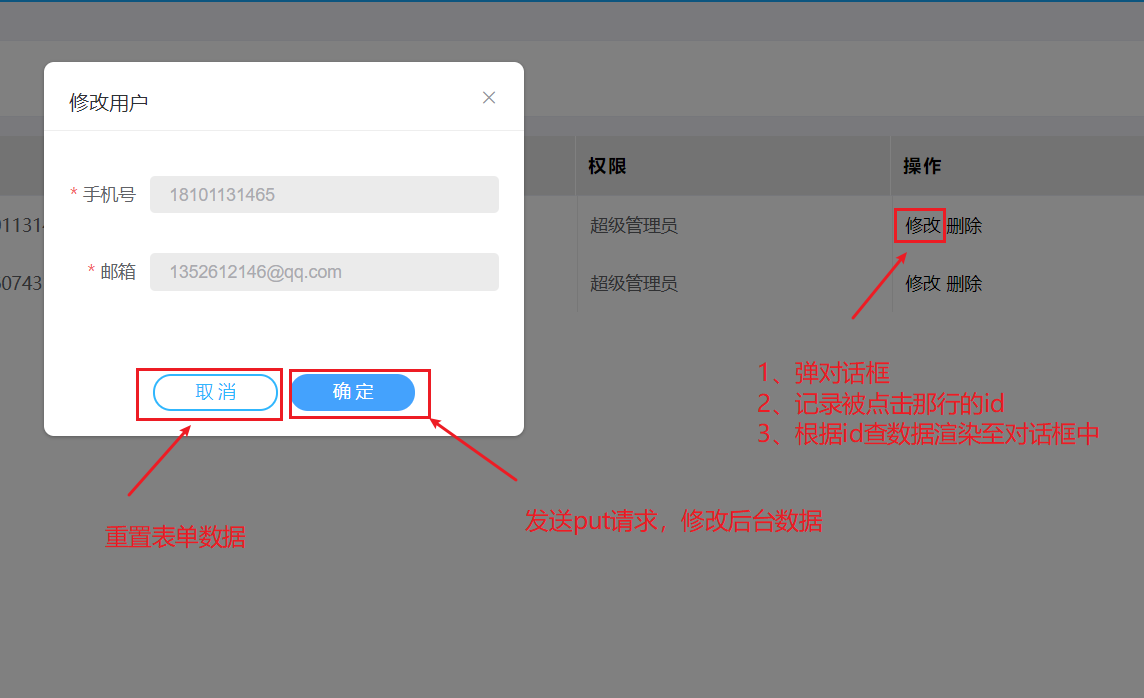 修改用户
* 手机号 18101131465
* 邮箱 1352612146@qq.com
取消 确定
权限 操作
超级管理员 修改 删除
60743 超级管理员 修改 删除
1、弹对话框
2、记录被点击那行的id
3、根据id查数据渲染至对话框中
重置表单数据
发送put请求，修改后台数据